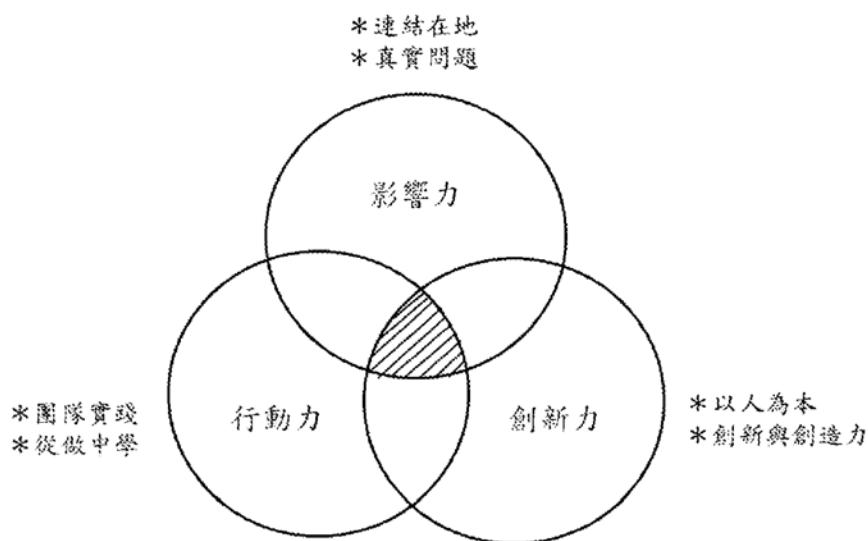 ＊連結在地
＊真實問題
影響力
＊團隊實踐
＊從做中學
行動力
創新力
＊以人為本
＊創新與創造力